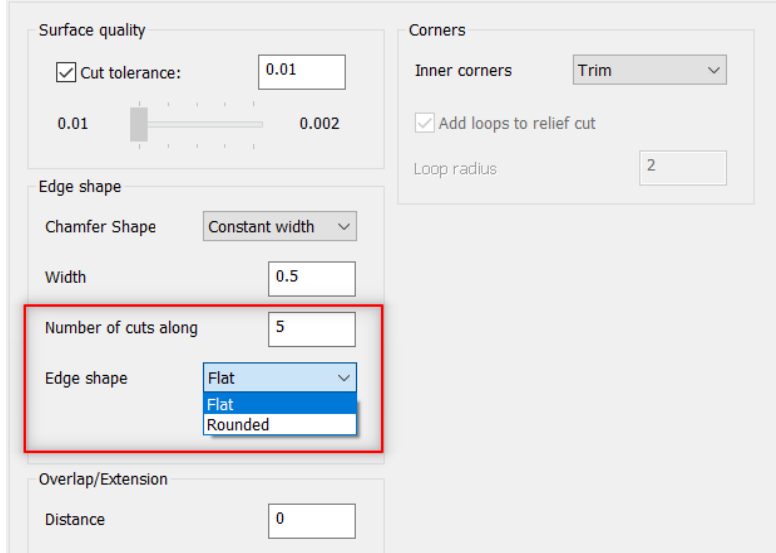 Surface quality
Cut tolerance: 0.01
0.01 0.002
Edge shape
Chamfer Shape Constant width
Width 0.5
Number of cuts along 5
Edge shape Flat
Flat
Rounded
Overlap/Extension
Distance 0
Corners
Inner corners Trim
Add loops to relief cut
Loop radius 2